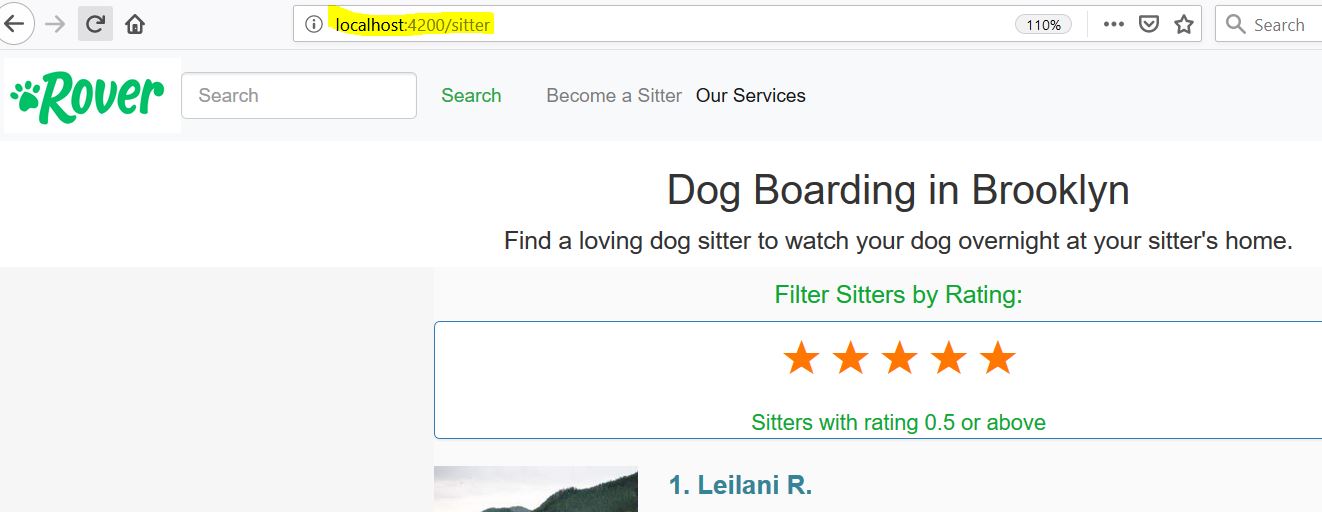 localhost:4200/sitter 110% Search
Rover Search Search Become a Sitter Our Services
Dog Boarding in Brooklyn
Find a loving dog sitter to watch your dog overnight at your sitter's home.
Filter Sitters by Rating:
Sitters with rating 0.5 or above
1. Leilani R.